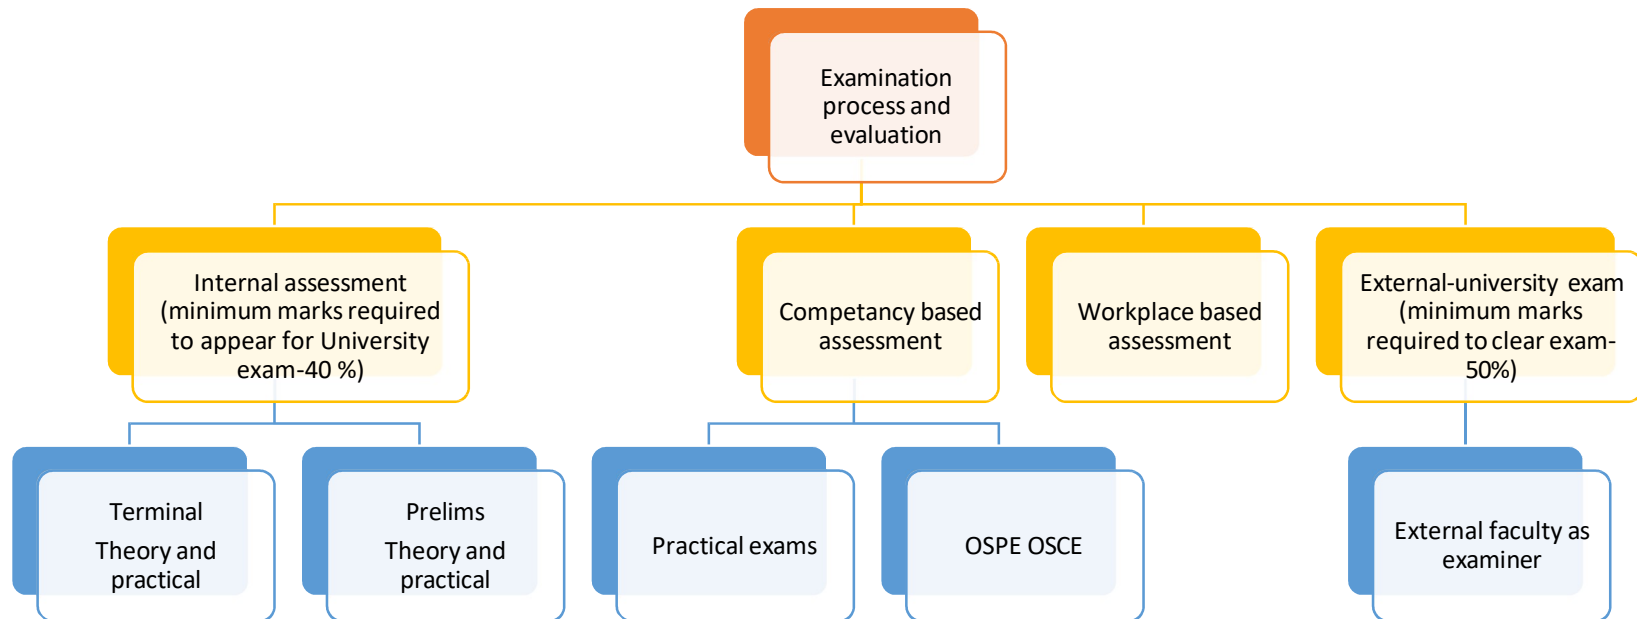 Examination
process and
evaluation
Internal assessment
(minimum marks required
to appear for University
exam-40 %)
Competancy based
assessment
Workplace based
assessment
External-university exam
(minimum marks
required to clear exam-
50%)
Terminal
Theory and
practical
Prelims
Theory and
practical
Practical exams
OSPE OSCE
External faculty as
examiner